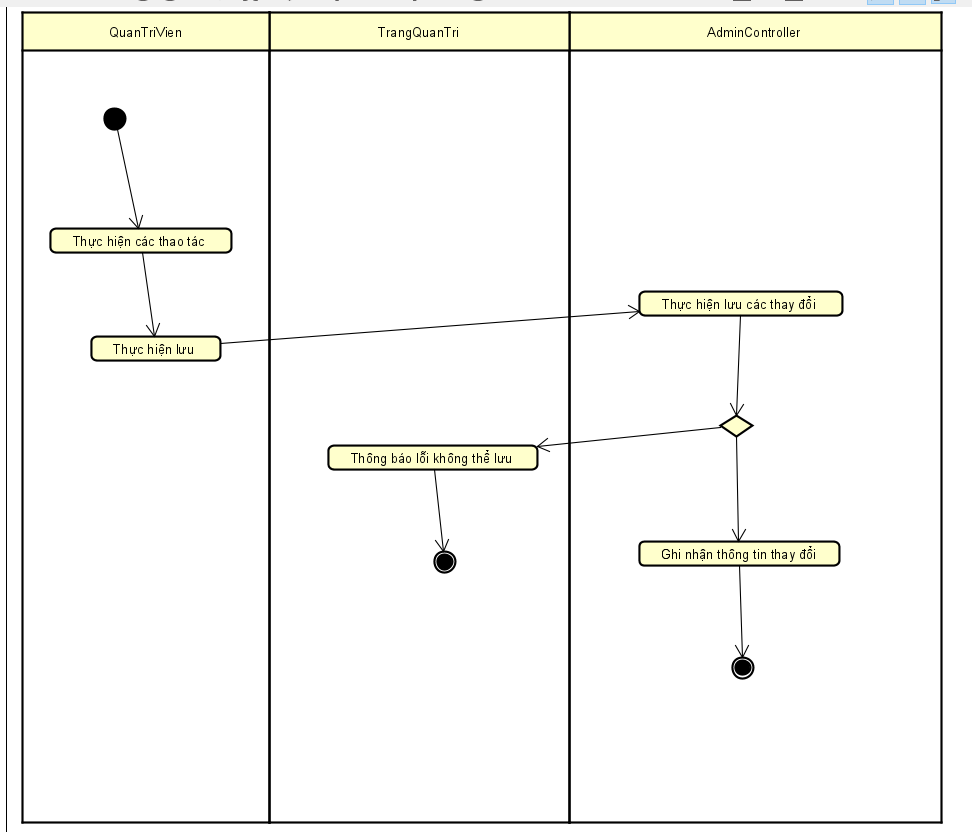 QuanTriVien
TrangQuanTri
AdminController
Thực hiện các thao tác
Thực hiện lưu các thay đổi
Thực hiện lưu
Thông báo lỗi không thể lưu
Ghi nhận thông tin thay đổi